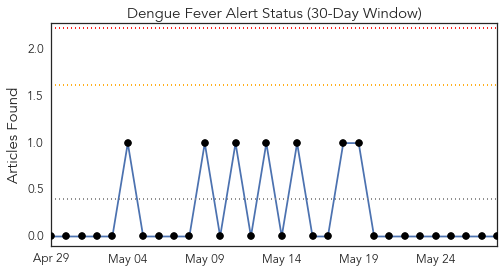 Dengue Fever Alert Status (30-Day Window)
Articles Found
2.0
1.5
1.0
0.5
0.0
Apr 29 May 04 May 09 May 14 May 19 May 24